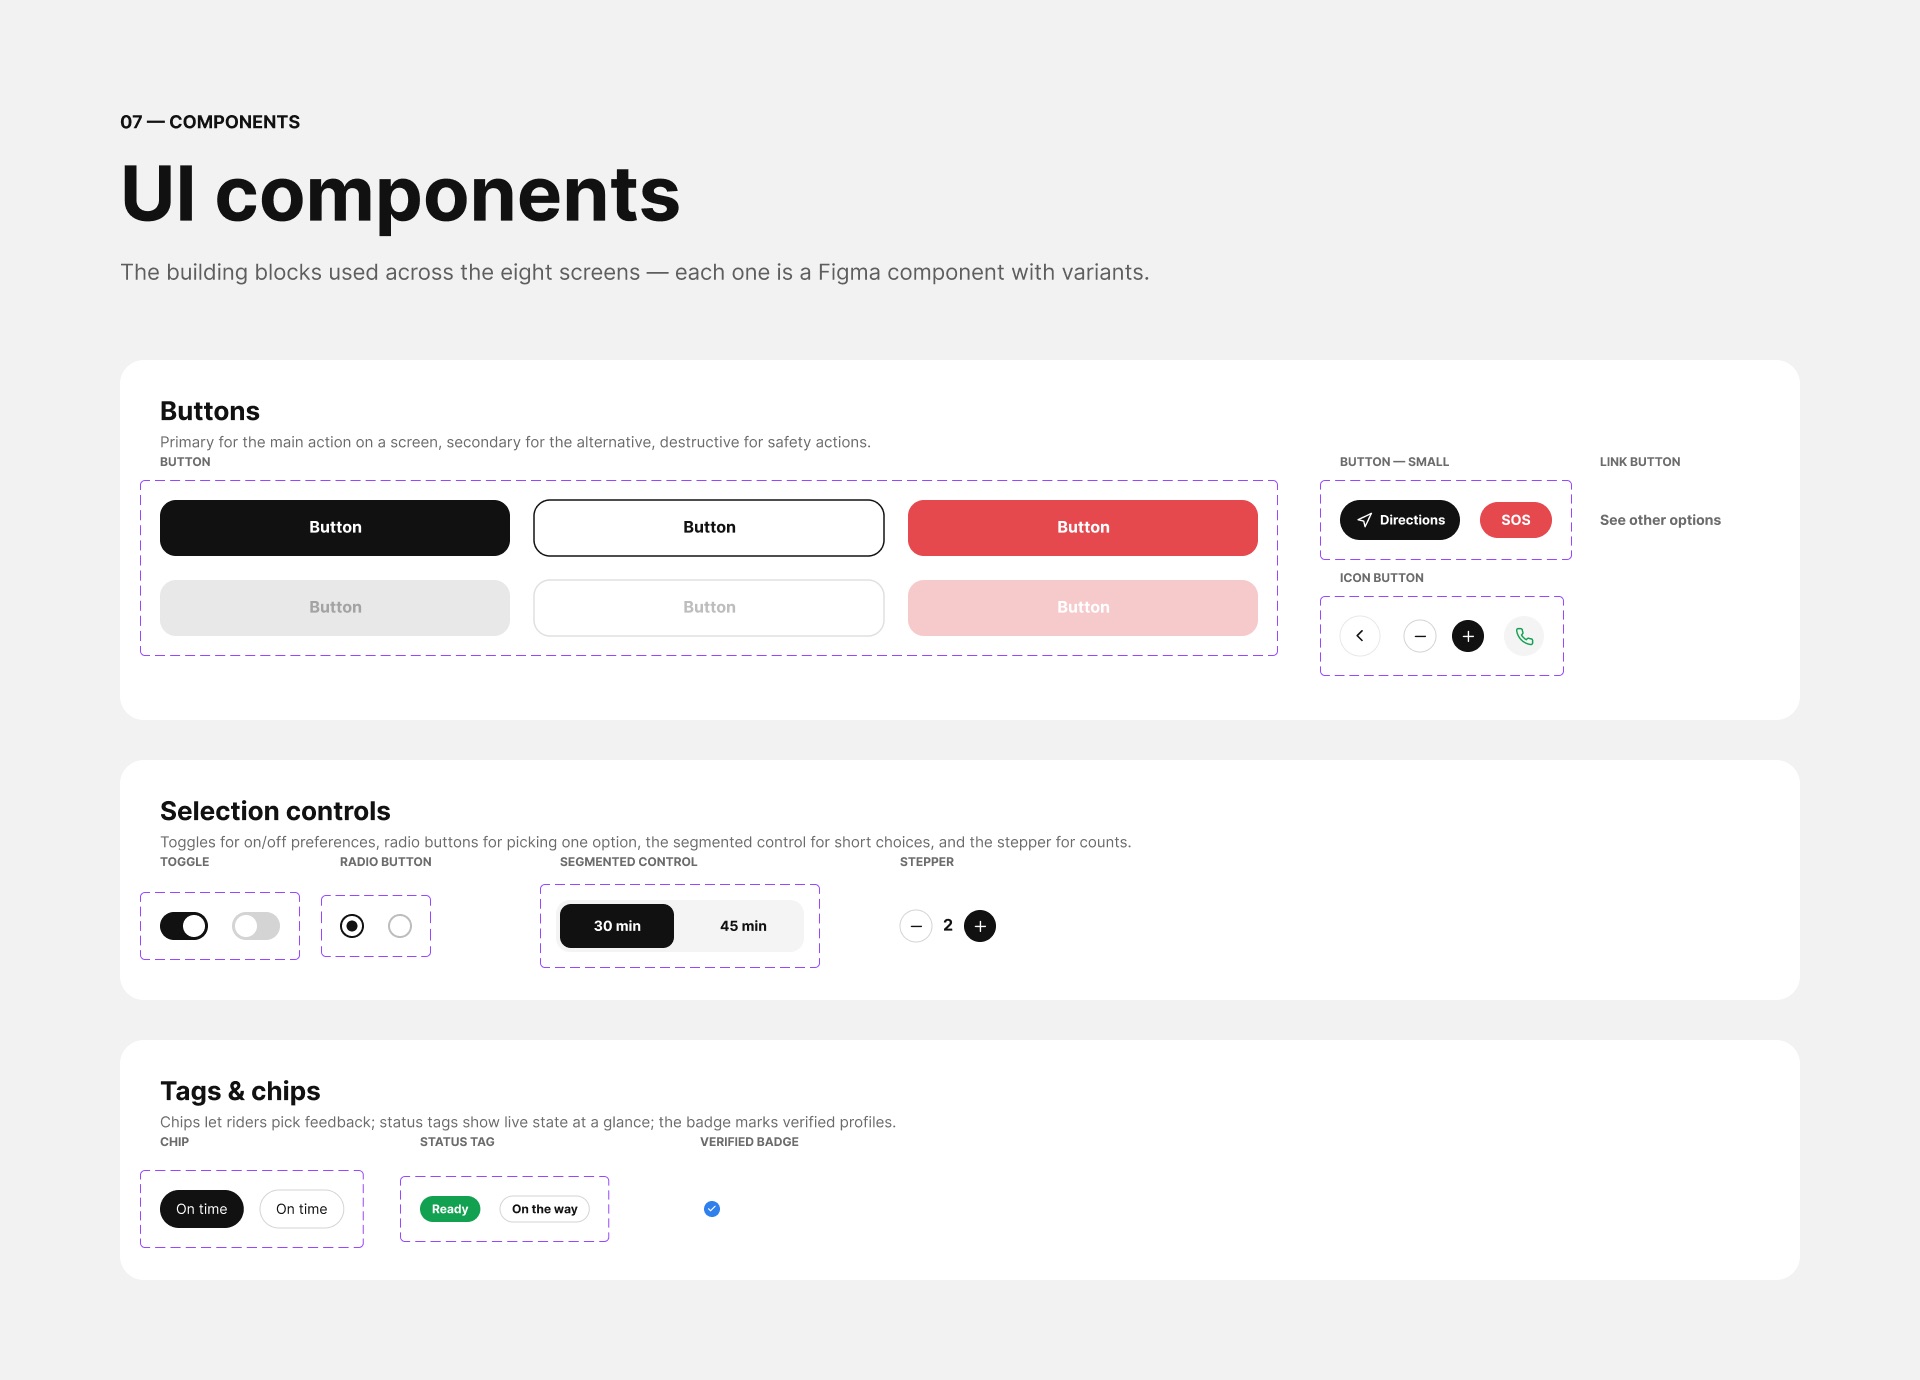 07 — COMPONENTS
UI components
The building blocks used across the eight screens — each one is a Figma component with variants.
Buttons
Primary for the main action on a screen, secondary for the alternative, destructive for safety actions.
BUTTON
Button
Button
Button
Button
Button
Button
BUTTON — SMALL
Directions
SOS
LINK BUTTON
See other options
ICON BUTTON
Selection controls
Toggles for on/off preferences, radio buttons for picking one option, the segmented control for short choices, and the stepper for counts.
TOGGLE
RADIO BUTTON
SEGMENTED CONTROL
30 min
45 min
STEPPER
2
Tags & chips
Chips let riders pick feedback; status tags show live state at a glance; the badge marks verified profiles.
CHIP
On time
On time
STATUS TAG
Ready
On the way
VERIFIED BADGE